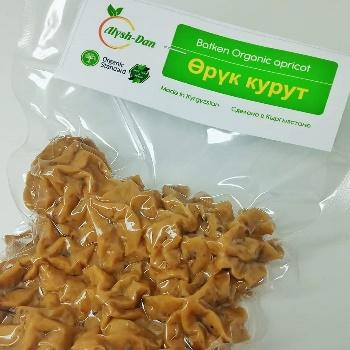 Alysh-Dan
Organic
Standard
Batken Organic apricot
Өрүк курут
Made in Kyrgyzstan
Сделано в Кыргызстане